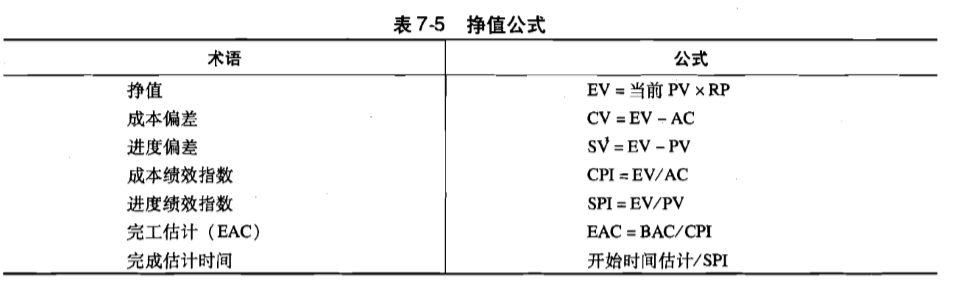 表 7-5 挣值公式
术语 公式
挣值 EV = 当前 PV × RP
成本偏差 CV = EV - AC
进度偏差 SV = EV - PV
成本绩效指数 CPI = EV/AC
进度绩效指数 SPI = EV/PV
完工估计（EAC） EAC = BAC/CPI
完成估计时间 开始时间估计/SPI